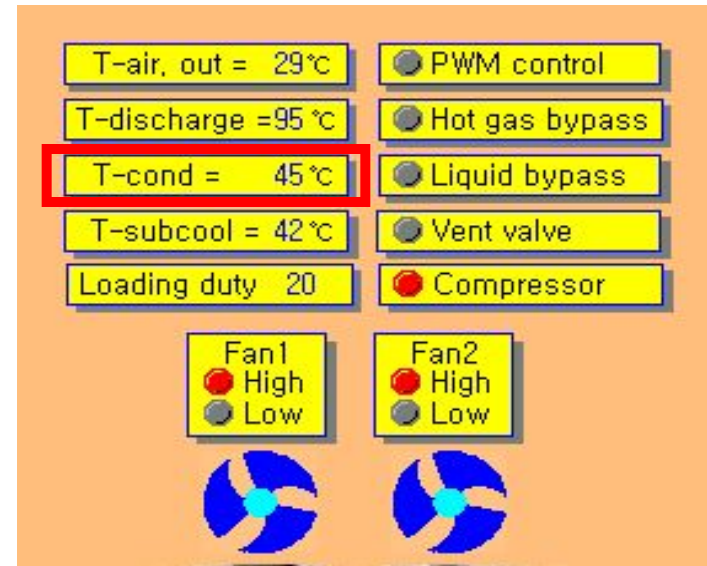 T-air, out = 29℃
PWM control
T-discharge =95 ℃
Hot gas bypass
T-cond = 45℃
Liquid bypass
T-subcool = 42℃
Vent valve
Loading duty 20
Compressor
Fan1
High
Low
Fan2
High
Low